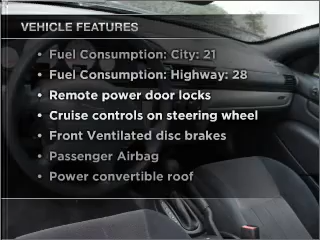 VEHICLE FEATURES
• Fuel Consumption: City: 21
• Fuel Consumption: Highway: 28
• Remote power door locks
• Cruise controls on steering wheel
• Front Ventilated disc brakes
• Passenger Airbag
• Power convertible roof